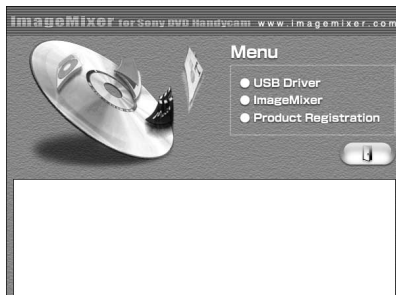 ImageMixer for Sony DVD Handycam www.imagemixer.com
Menu
USB Driver
ImageMixer
Product Registration